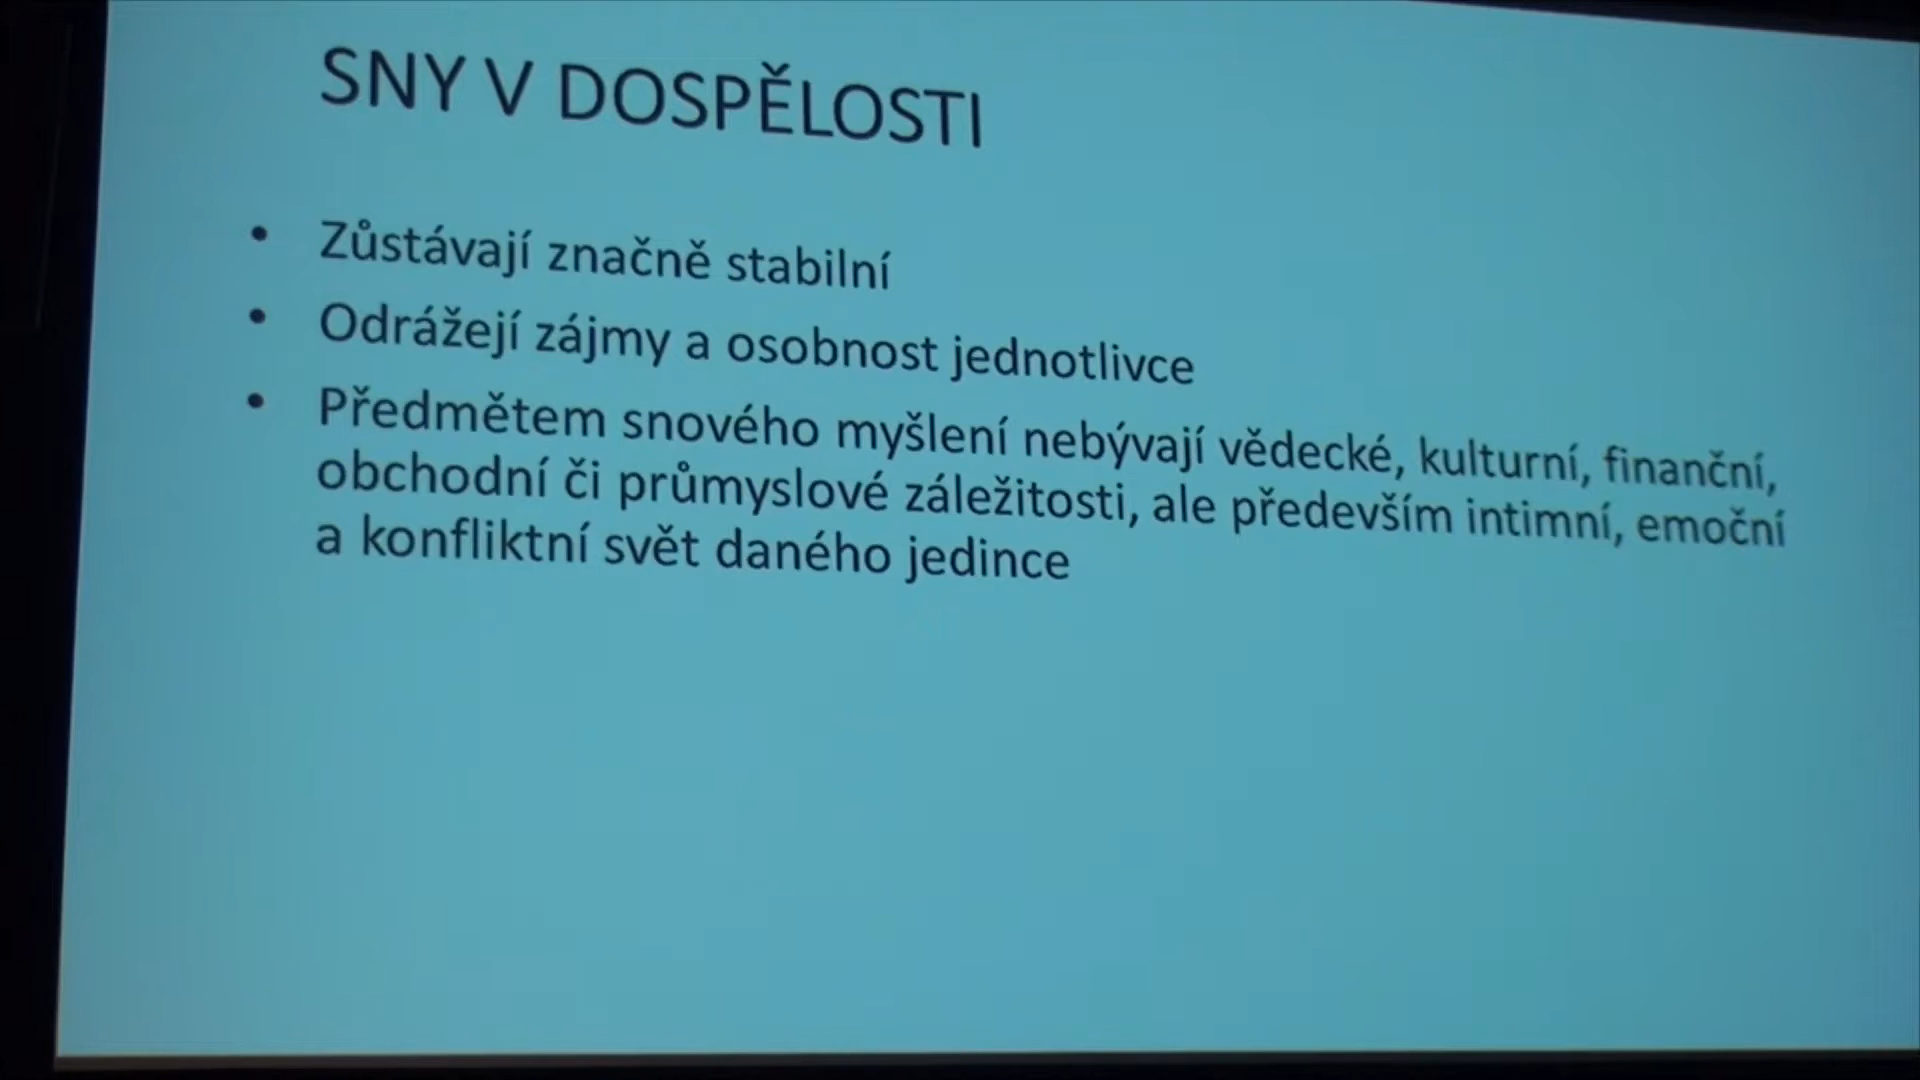 SNY V DOSPĚLOSTI
• Zůstávají značně stabilní
• Odrážejí zájmy a osobnost jednotlivce
• Předmětem snového myšlení nebývají vědecké, kulturní, finanční,
obchodní či průmyslové záležitosti, ale především intimní, emoční
a konfliktní svět daného jedince